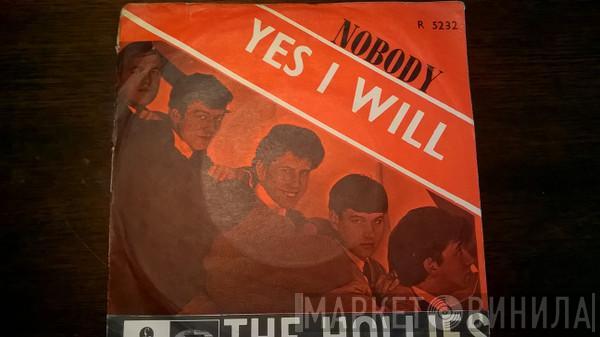 R 5232
NOBODY
YES I WILL
МАРКЕТ ВИНИЛА
THE HOLLIES